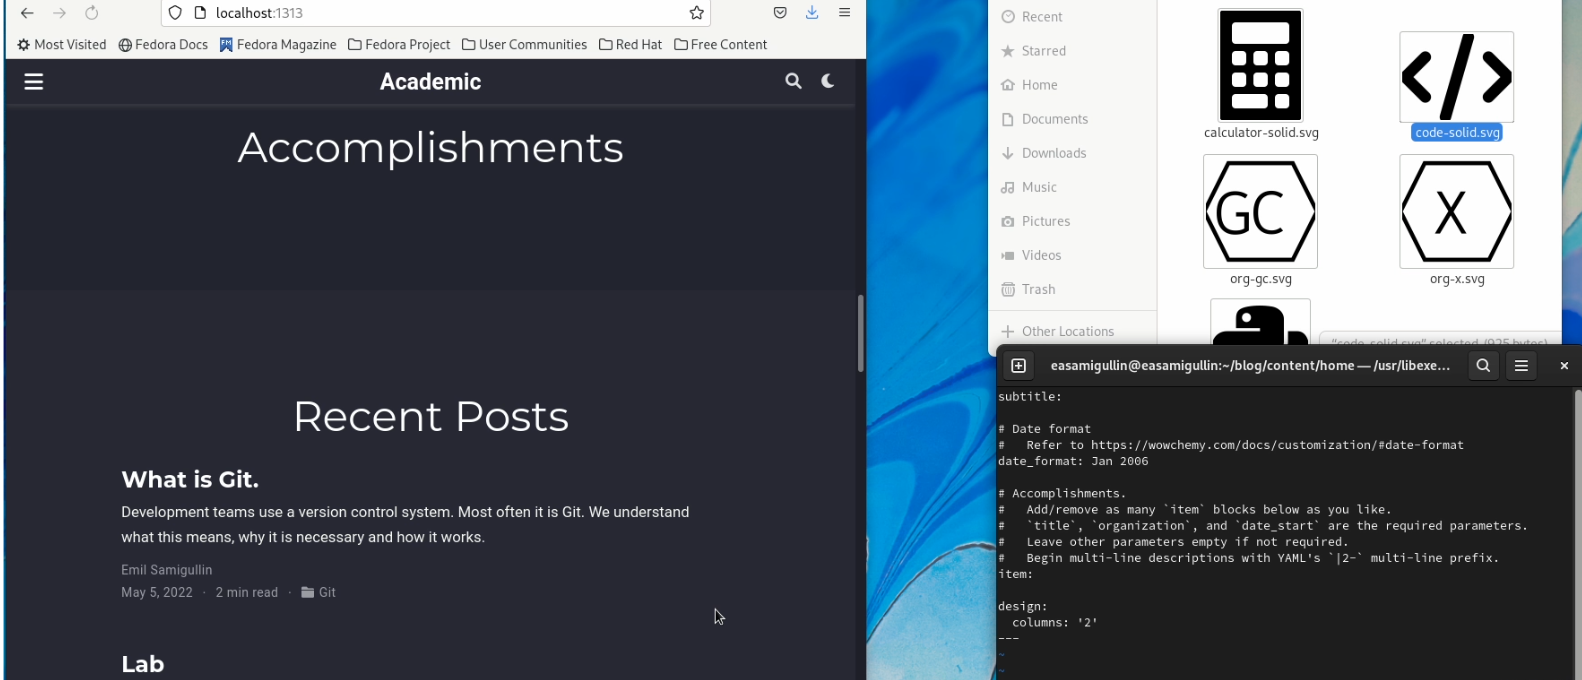 localhost:1313
Most Visited Fedora Docs Fedora Magazine Fedora Project User Communities Red Hat Free Content
Academic
Accomplishments
Recent Posts
What is Git.
Development teams use a version control system. Most often it is Git. We understand
what this means, why it is necessary and how it works.
Emil Samigullin
May 5, 2022 · 2 min read · Git
Lab
Recent
Starred
Home
Documents
Downloads
Music
Pictures
Videos
Trash
Other Locations
calculator-solid.svg
code-solid.svg
GC
X
org-gc.svg
org-x.svg
"code-solid.svg" selected (925 bytes)
easamigullin@easamigullin:~/blog/content/home — /usr/libexe...
subtitle:
# Date format
#   Refer to https://wowchemy.com/docs/customization/#date-format
date_format: Jan 2006
# Accomplishments.
#   Add/remove as many `item` blocks below as you like.
#   `title`, `organization`, and `date_start` are the required parameters.
#   Leave other parameters empty if not required.
#   Begin multi-line descriptions with YAML's `|2-` multi-line prefix.
item:
design:
  columns: '2'
---
~
~